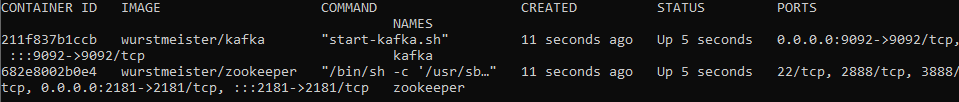 CONTAINER ID   IMAGE                    COMMAND                  CREATED          STATUS         PORTS
                                                 NAMES
211f837b1ccb   wurstmeister/kafka       "start-kafka.sh"         11 seconds ago   Up 5 seconds   0.0.0.0:9092->9092/tcp,
 :::9092->9092/tcp                               kafka
682e8002b0e4   wurstmeister/zookeeper   "/bin/sh -c '/usr/sb…"   11 seconds ago   Up 5 seconds   22/tcp, 2888/tcp, 3888/
tcp, 0.0.0.0:2181->2181/tcp, :::2181->2181/tcp   zookeeper